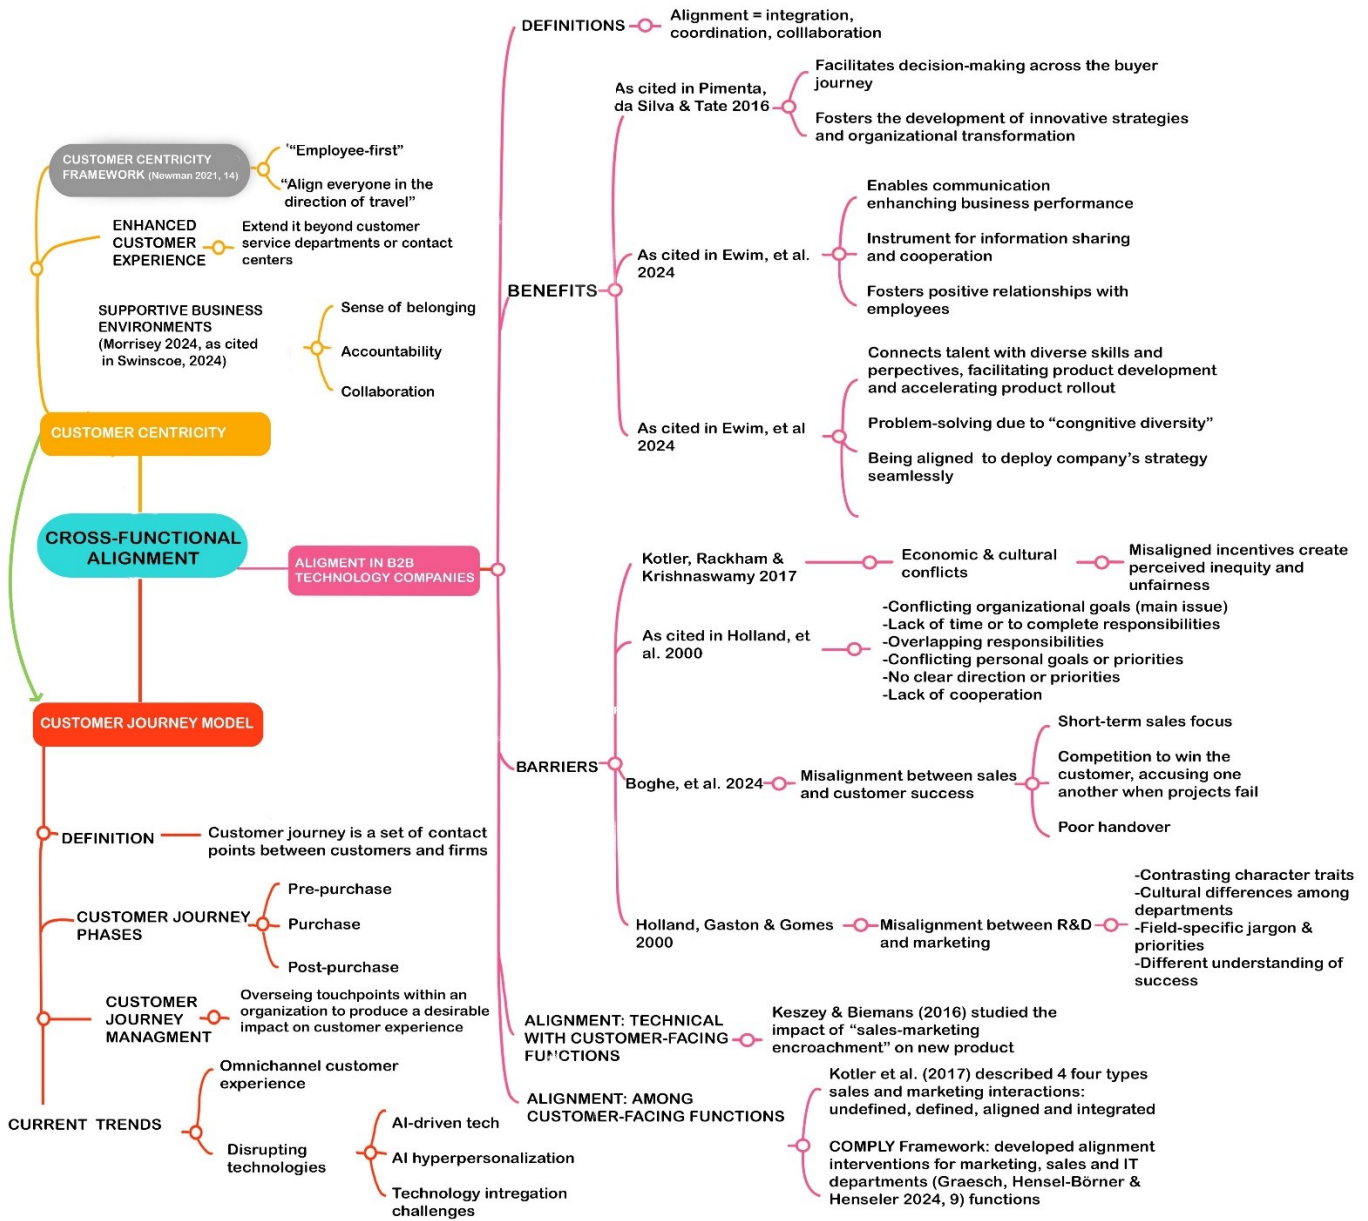 CUSTOMER CENTRICITY
FRAMEWORK (Newman 2021, 14)
'“Employee-first”
“Align everyone in the
direction of travel”
ENHANCED
CUSTOMER
EXPERIENCE
Extend it beyond customer
service departments or contact
centers
SUPPORTIVE BUSINESS
ENVIRONMENTS
(Morrisey 2024, as cited
in Swinscoe, 2024)
Sense of belonging
Accountability
Collaboration
CUSTOMER CENTRICITY
CROSS-FUNCTIONAL
ALIGNMENT
CUSTOMER JOURNEY MODEL
DEFINITION
Customer journey is a set of contact
points between customers and firms
CUSTOMER JOURNEY
PHASES
Pre-purchase
Purchase
Post-purchase
CUSTOMER
JOURNEY
MANAGMENT
Overseing touchpoints within an
organization to produce a desirable
impact on customer experience
CURRENT TRENDS
Omnichannel customer
experience
Disrupting
technologies
AI-driven tech
AI hyperpersonalization
Technology intregation
challenges
ALIGMENT IN B2B
TECHNOLOGY COMPANIES
DEFINITIONS
Alignment = integration,
coordination, colllaboration
BENEFITS
As cited in Pimenta,
da Silva & Tate 2016
Facilitates decision-making across the buyer
journey
Fosters the development of innovative strategies
and organizational transformation
As cited in Ewim, et al.
2024
Enables communication
enhanching business performance
Instrument for information sharing
and cooperation
Fosters positive relationships with
employees
As cited in Ewim, et al
2024
Connects talent with diverse skills and
perpectives, facilitating product development
and accelerating product rollout
Problem-solving due to “congnitive diversity”
Being aligned to deploy company’s strategy
seamlessly
BARRIERS
Kotler, Rackham &
Krishnaswamy 2017
Economic & cultural
conflicts
Misaligned incentives create
perceived inequity and
unfairness
As cited in Holland, et
al. 2000
-Conflicting organizational goals (main issue)
-Lack of time or to complete responsibilities
-Overlapping responsibilities
-Conflicting personal goals or priorities
-No clear direction or priorities
-Lack of cooperation
Boghe, et al. 2024
Misalignment between sales
and customer success
Short-term sales focus
Competition to win the
customer, accusing one
another when projects fail
Poor handover
Holland, Gaston & Gomes
2000
Misalignment between R&D
and marketing
-Contrasting character traits
-Cultural differences among
departments
-Field-specific jargon &
priorities
-Different understanding of
success
ALIGNMENT: TECHNICAL
WITH CUSTOMER-FACING
FUNCTIONS
Keszey & Biemans (2016) studied the
impact of “sales-marketing
encroachment” on new product
ALIGNMENT: AMONG
CUSTOMER-FACING FUNCTIONS
Kotler et al. (2017) described 4 four types
sales and marketing interactions:
undefined, defined, aligned and integrated
COMPLY Framework: developed alignment
interventions for marketing, sales and IT
departments (Graesch, Hensel-Börner &
Henseler 2024, 9) functions